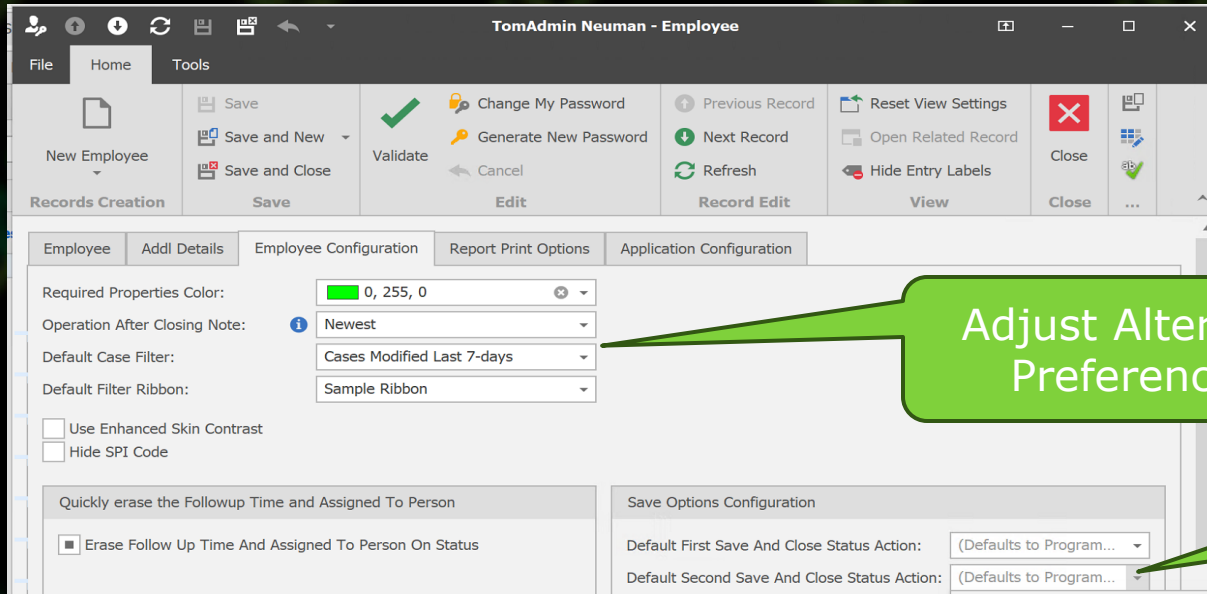 TomAdmin Neuman - Employee
File Home Tools
New Employee
Records Creation
Save
Save and New
Save and Close
Save
Validate
Change My Password
Generate New Password
Cancel
Edit
Previous Record
Next Record
Refresh
Record Edit
Reset View Settings
Open Related Record
Hide Entry Labels
View
Close
Close
...
Employee Addl Details Employee Configuration Report Print Options Application Configuration
Required Properties Color: 0, 255, 0
Operation After Closing Note: Newest
Default Case Filter: Cases Modified Last 7-days
Default Filter Ribbon: Sample Ribbon
Use Enhanced Skin Contrast
Hide SPI Code
Adjust
Quickly erase the Followup Time and Assigned To Person
Erase Follow Up Time And Assigned To Person On Status
Save Options Configuration
Default First Save And Close Status Action: (Defaults to Program...
Default Second Save And Close Status Action: (Defaults to Program...